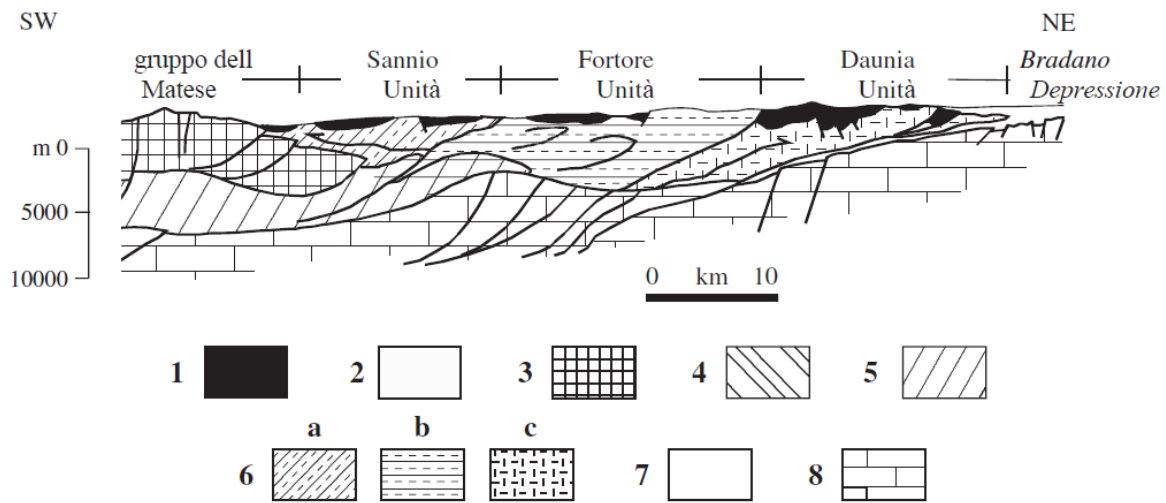 SW NE
gruppo dell Sannio Fortore Daunia Bradano
Matese Unità Unità Unità Depressione
m 0
5000
10000
0 km 10
1 2 3 4 5
a b c
6 7 8